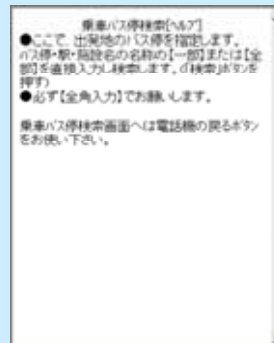 乗車バス停検索[ヘルプ]
●ここで、出発地のバス停を指定します。
バス停・駅・施設名の名称の【一部】または【全
部】を直接入力し検索します。(「検索」ボタンを
押す)
●必ず【全角入力】でお願いします。
乗車バス停検索画面へは電話機の戻るボタン
をお使い下さい。